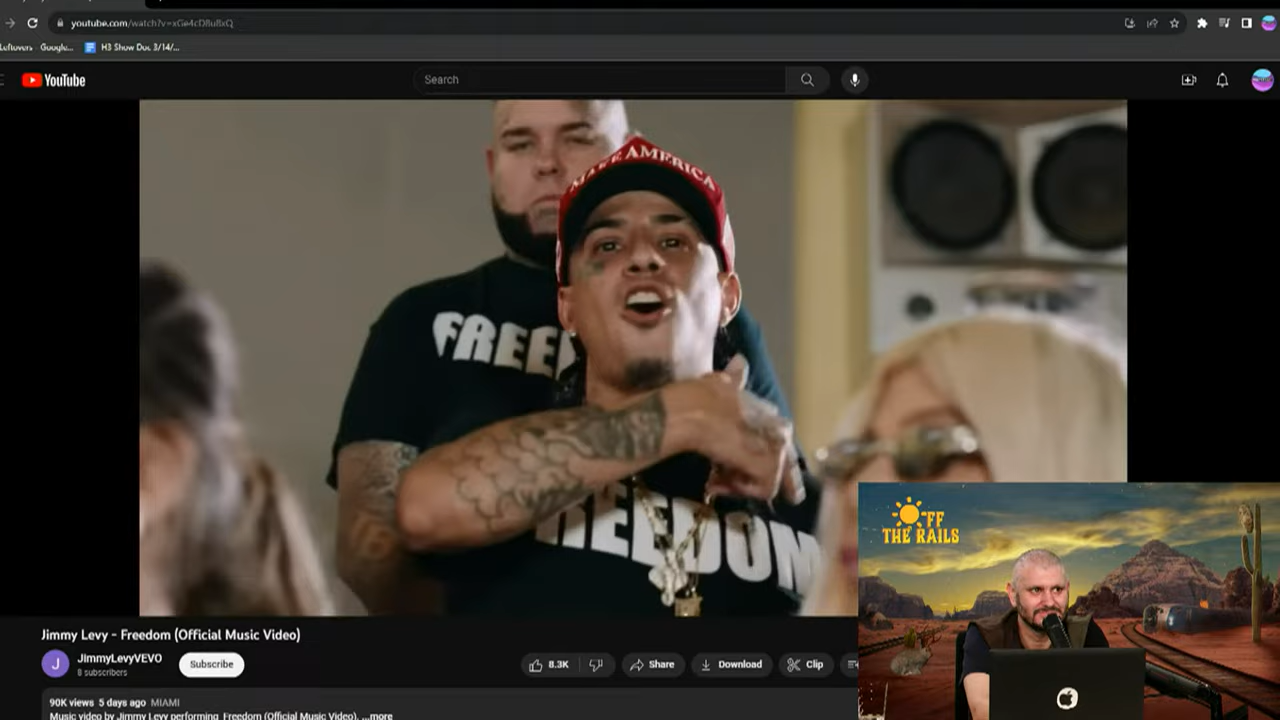 youtube.com/watch?v=xGe4cD8u8xQ
Leftovers - Google...
H3 Show Doc 3/14/...
YouTube
Search
AMERICA
FREE
FREEDOM
OFF
THE RAILS
Jimmy Levy - Freedom (Official Music Video)
J
JimmyLevyVEVO
8 subscribers
Subscribe
8.3K
Share
Download
Clip
90K views 5 days ago MIAMI
Music video by Jimmy Levy performing Freedom (Official Music Video). ...more